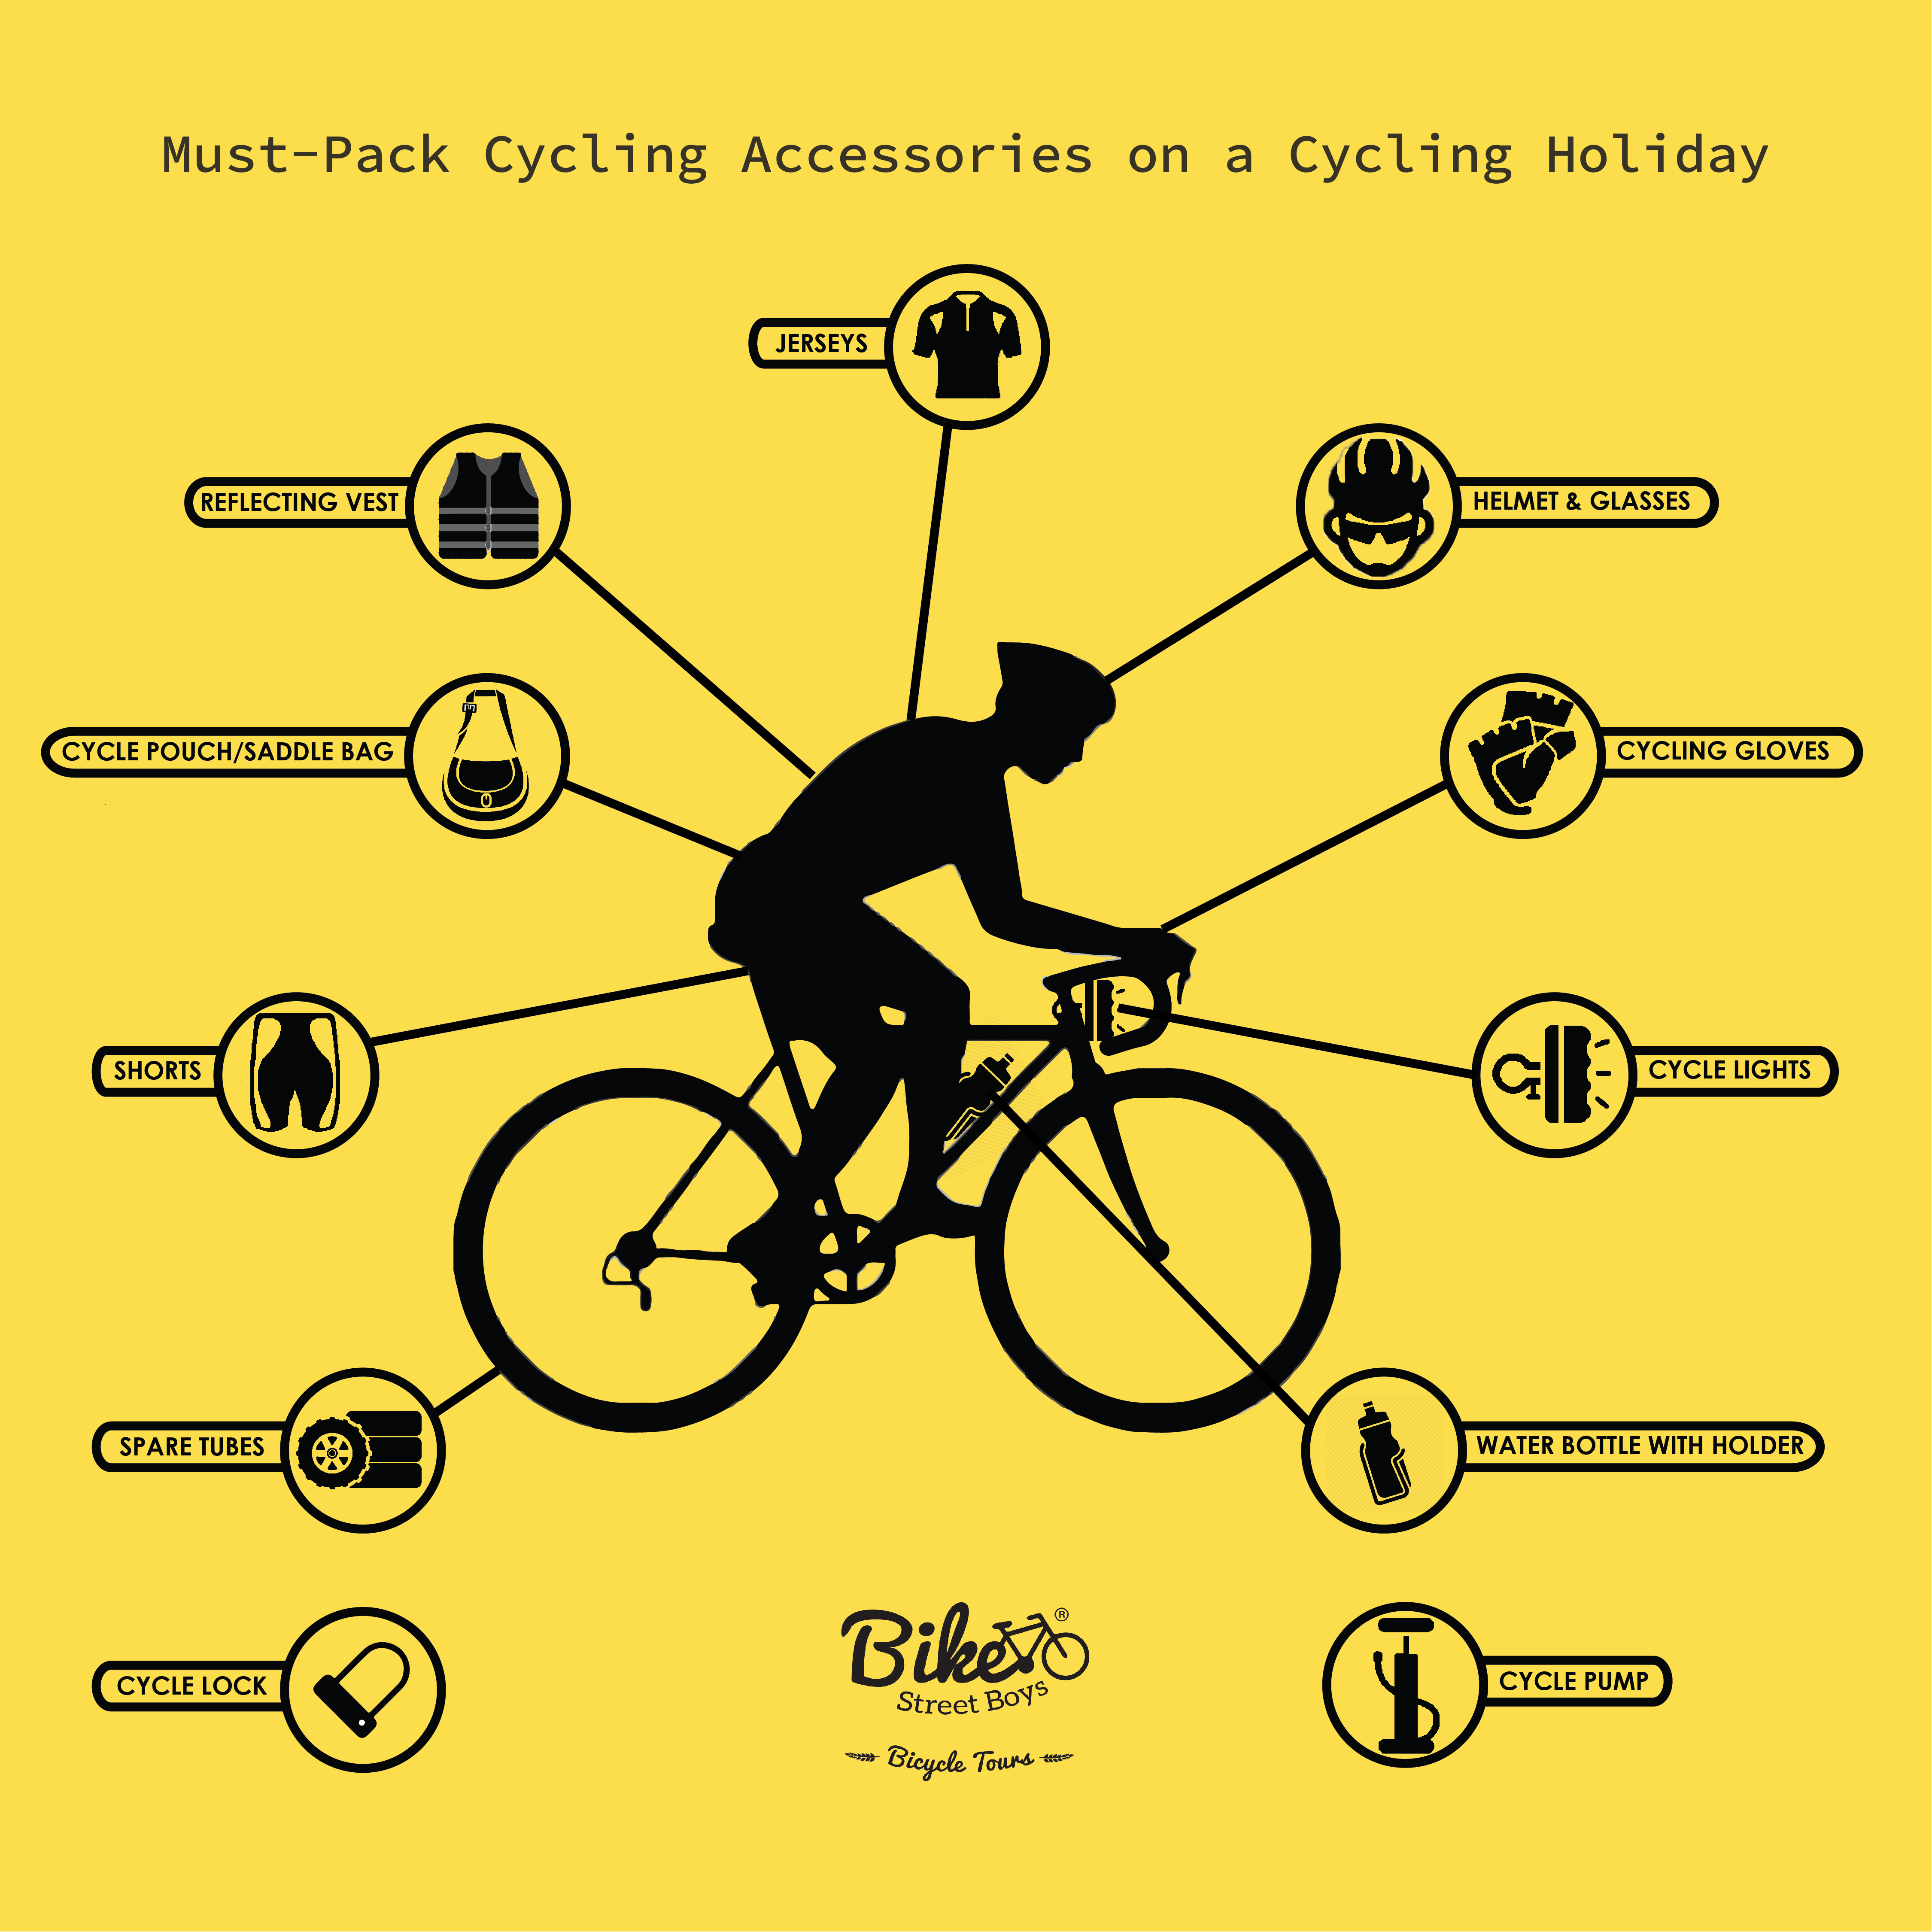 Must-Pack Cycling Accessories on a Cycling Holiday
JERSEYS
REFLECTING VEST
HELMET & GLASSES
CYCLE POUCH/SADDLE BAG
CYCLING GLOVES
SHORTS
CYCLE LIGHTS
SPARE TUBES
WATER BOTTLE WITH HOLDER
CYCLE LOCK
CYCLE PUMP
Bike ®
Street Boys
Bicycle Tours